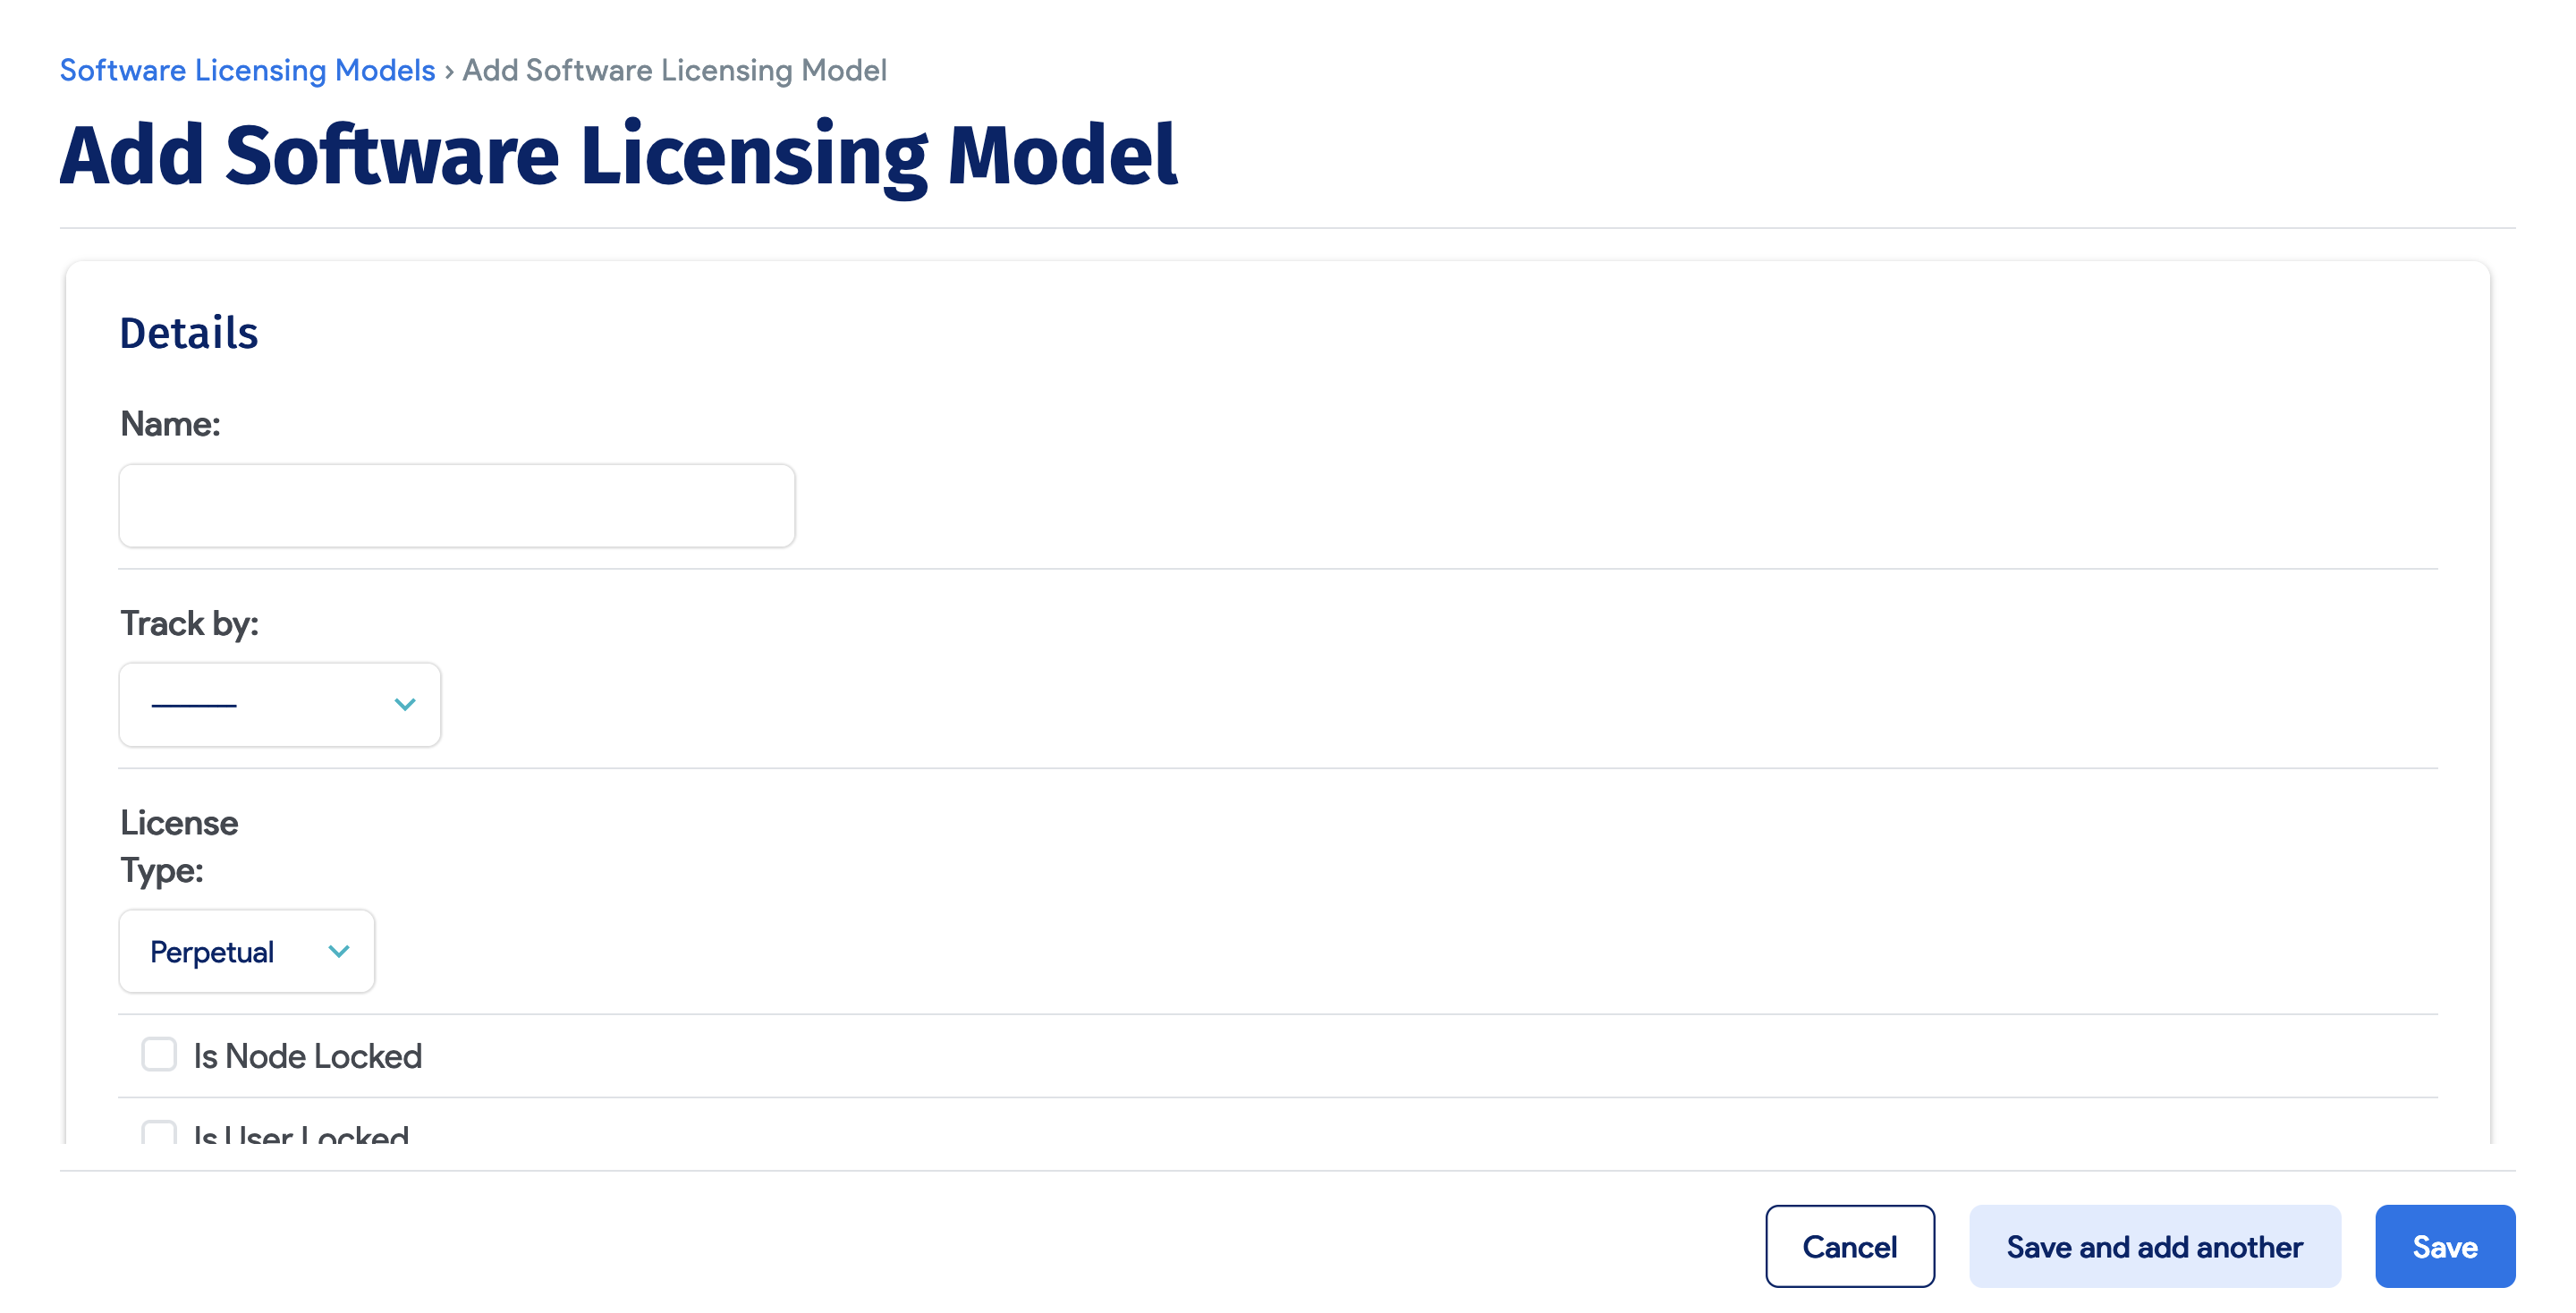 Software Licensing Models › Add Software Licensing Model
Add Software Licensing Model
Details
Name:
Track by:
License
Type:
Perpetual
Is Node Locked
Is User Locked
Cancel
Save and add another
Save